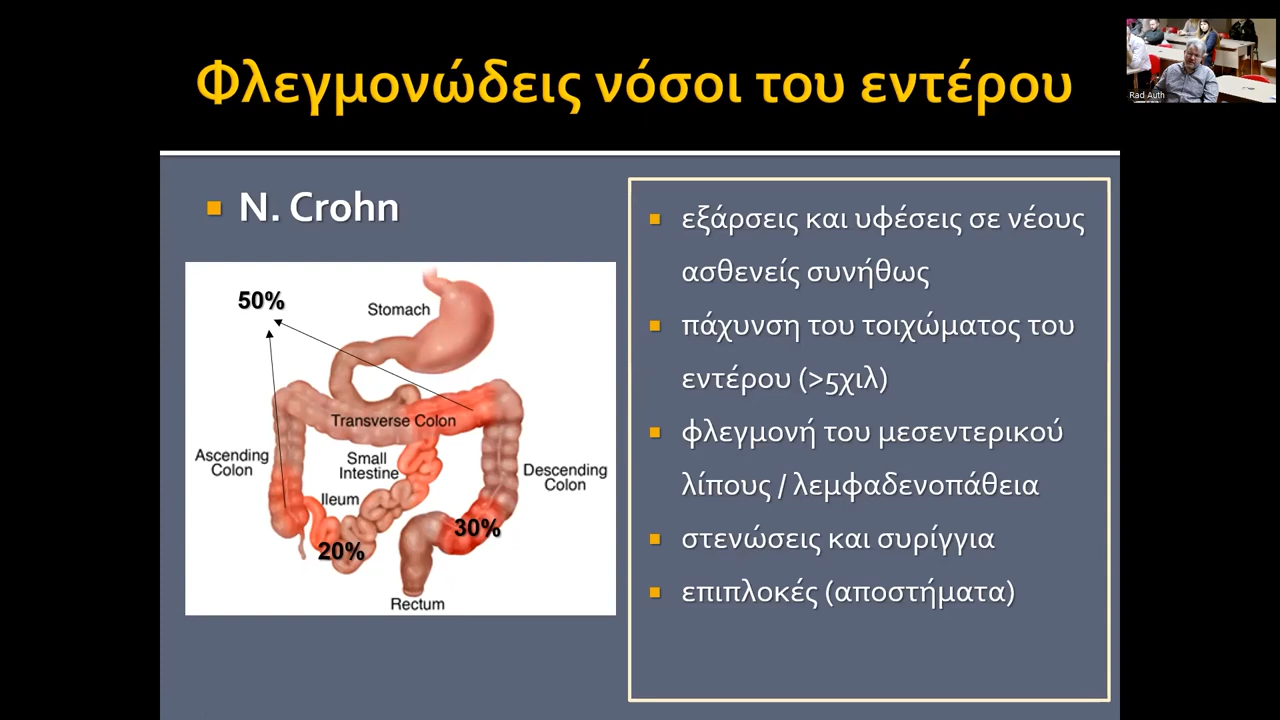 Φλεγμονώδεις νόσοι του εντέρου
Rad Auth
Ν. Crohn
50%
Stomach
Transverse Colon
Ascending
Colon
Small
Intestine
Descending
Colon
Ileum
30%
20%
Rectum
εξάρσεις και υφέσεις σε νέους
ασθενείς συνήθως
πάχυνση του τοιχώματος του
εντέρου (>5χιλ)
φλεγμονή του μεσεντερικού
λίπους / λεμφαδενοπάθεια
στενώσεις και συρίγγια
επιπλοκές (αποστήματα)